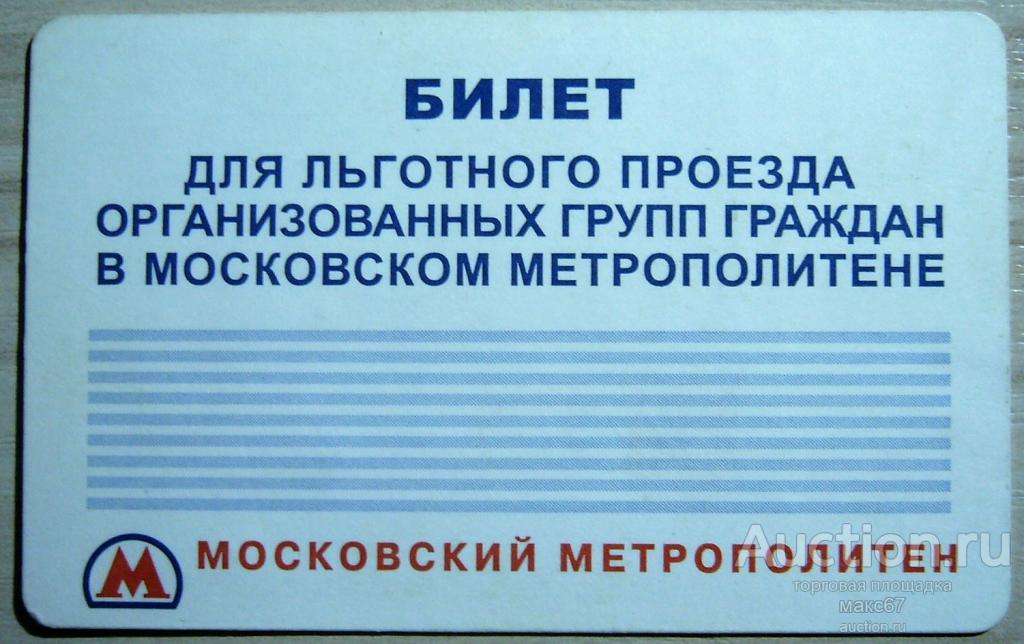 БИЛЕТ
ДЛЯ ЛЬГОТНОГО ПРОЕЗДА
ОРГАНИЗОВАННЫХ ГРУПП ГРАЖДАН
В МОСКОВСКОМ МЕТРОПОЛИТЕНЕ
М МОСКОВСКИЙ МЕТРОПОЛИТЕН
Auction.ru
торговая площадка
макс67
auction.ru